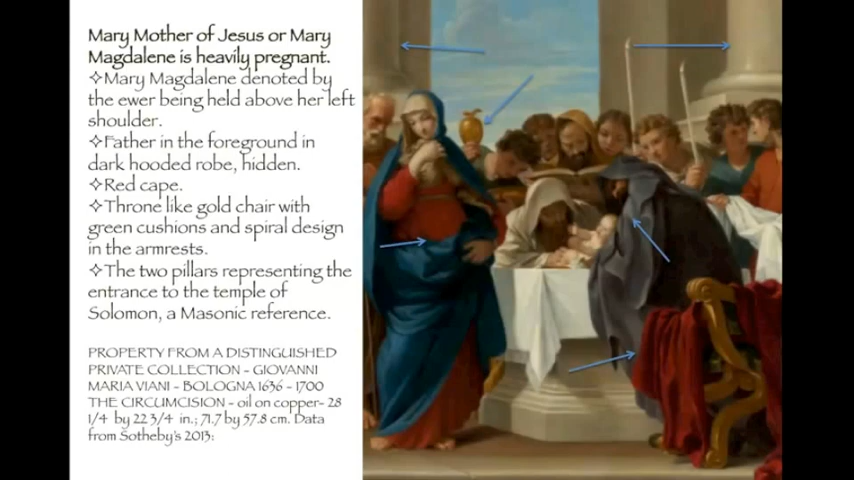 Mary Mother of Jesus or Mary
Magdalene is heavily pregnant.
✧Mary Magdalene denoted by
the ewer being held above her left
shoulder.
✧Father in the foreground in
dark hooded robe, hidden.
✧Red cape.
✧Throne like gold chair with
green cushions and spiral design
in the armrests.
✧The two pillars representing the
entrance to the temple of
Solomon, a Masonic reference.
PROPERTY FROM A DISTINGUISHED
PRIVATE COLLECTION - GIOVANNI
MARIA VIANI - BOLOGNA 1636 - 1700
THE CIRCUMCISION - oil on copper- 28
1/4 by 22 3/4 in.; 71.7 by 57.8 cm. Data
from Sotheby's 2013: